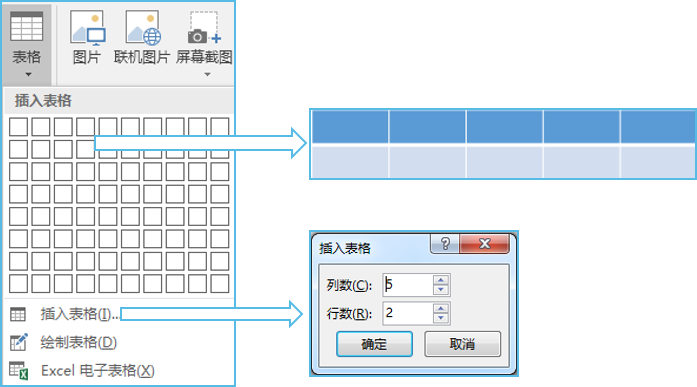 表格
图片
联机图片
屏幕截图
插入表格
插入表格(I)...
绘制表格(D)
Excel 电子表格(X)
插入表格
?
列数(C): 5
行数(R): 2
确定
取消